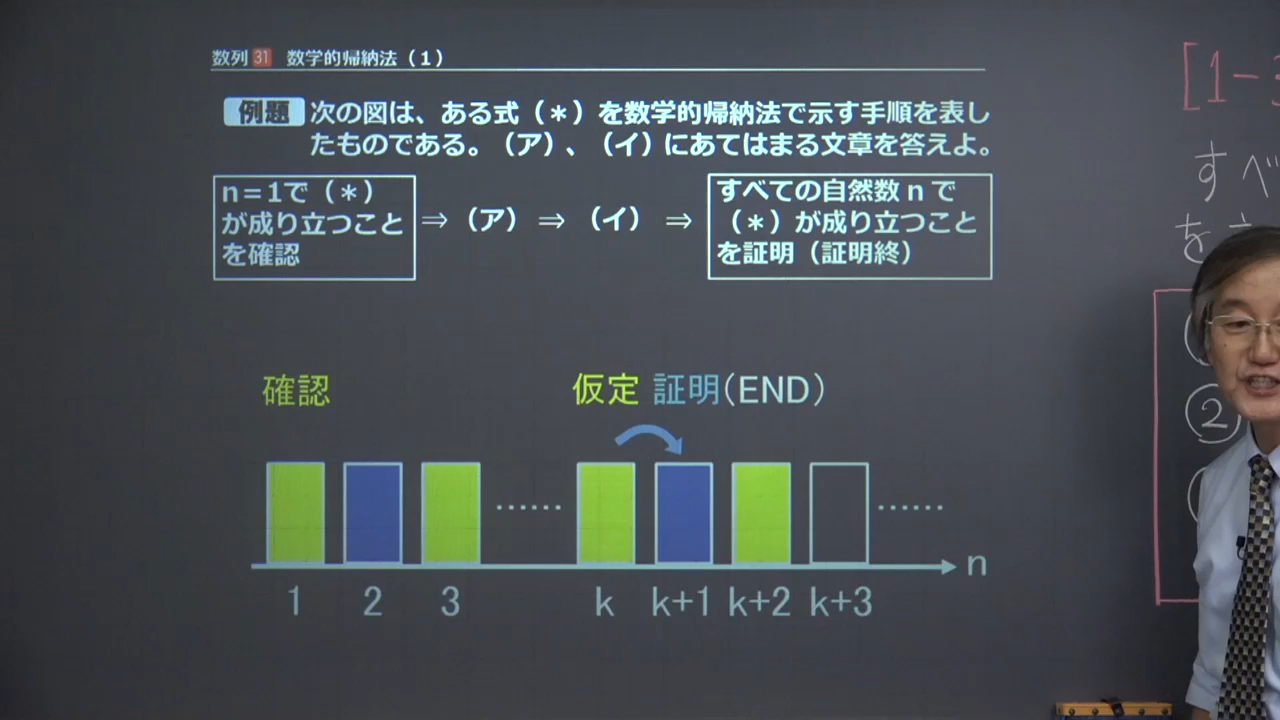 数列 31 数学的帰納法（1）
例題 次の図は、ある式（＊）を数学的帰納法で示す手順を表し
たものである。（ア）、（イ）にあてはまる文章を答えよ。
n＝1で（＊）
が成り立つこと
を確認
⇒（ア）⇒（イ）⇒
すべての自然数 n で
（＊）が成り立つこと
を証明（証明終）
確認
仮定 証明(END)
…… ……
n
1 2 3 k k+1 k+2 k+3
[1-3
すべ
を
②